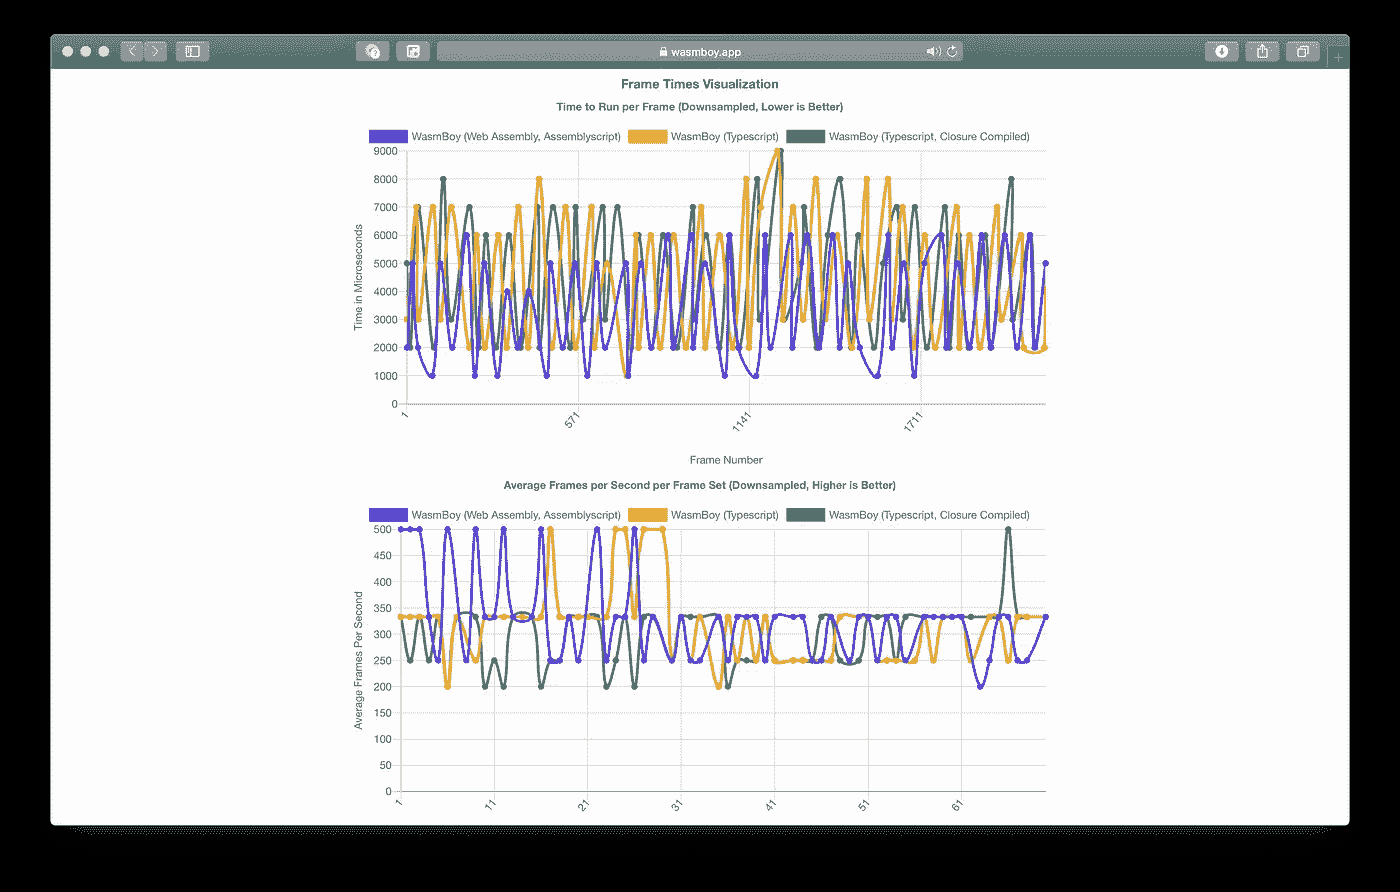 wasmboy.app
Frame Times Visualization
Time to Run per Frame (Downsampled, Lower is Better)
WasmBoy (Web Assembly, Assemblyscript) WasmBoy (Typescript) WasmBoy (Typescript, Closure Compiled)
Time in Microseconds
9000
8000
7000
6000
5000
4000
3000
2000
1000
0
1 571 1141 1711
Frame Number
Average Frames per Second per Frame Set (Downsampled, Higher is Better)
WasmBoy (Web Assembly, Assemblyscript) WasmBoy (Typescript) WasmBoy (Typescript, Closure Compiled)
Average Frames Per Second
500
450
400
350
300
250
200
150
100
50
0
1 11 21 31 41 51 61